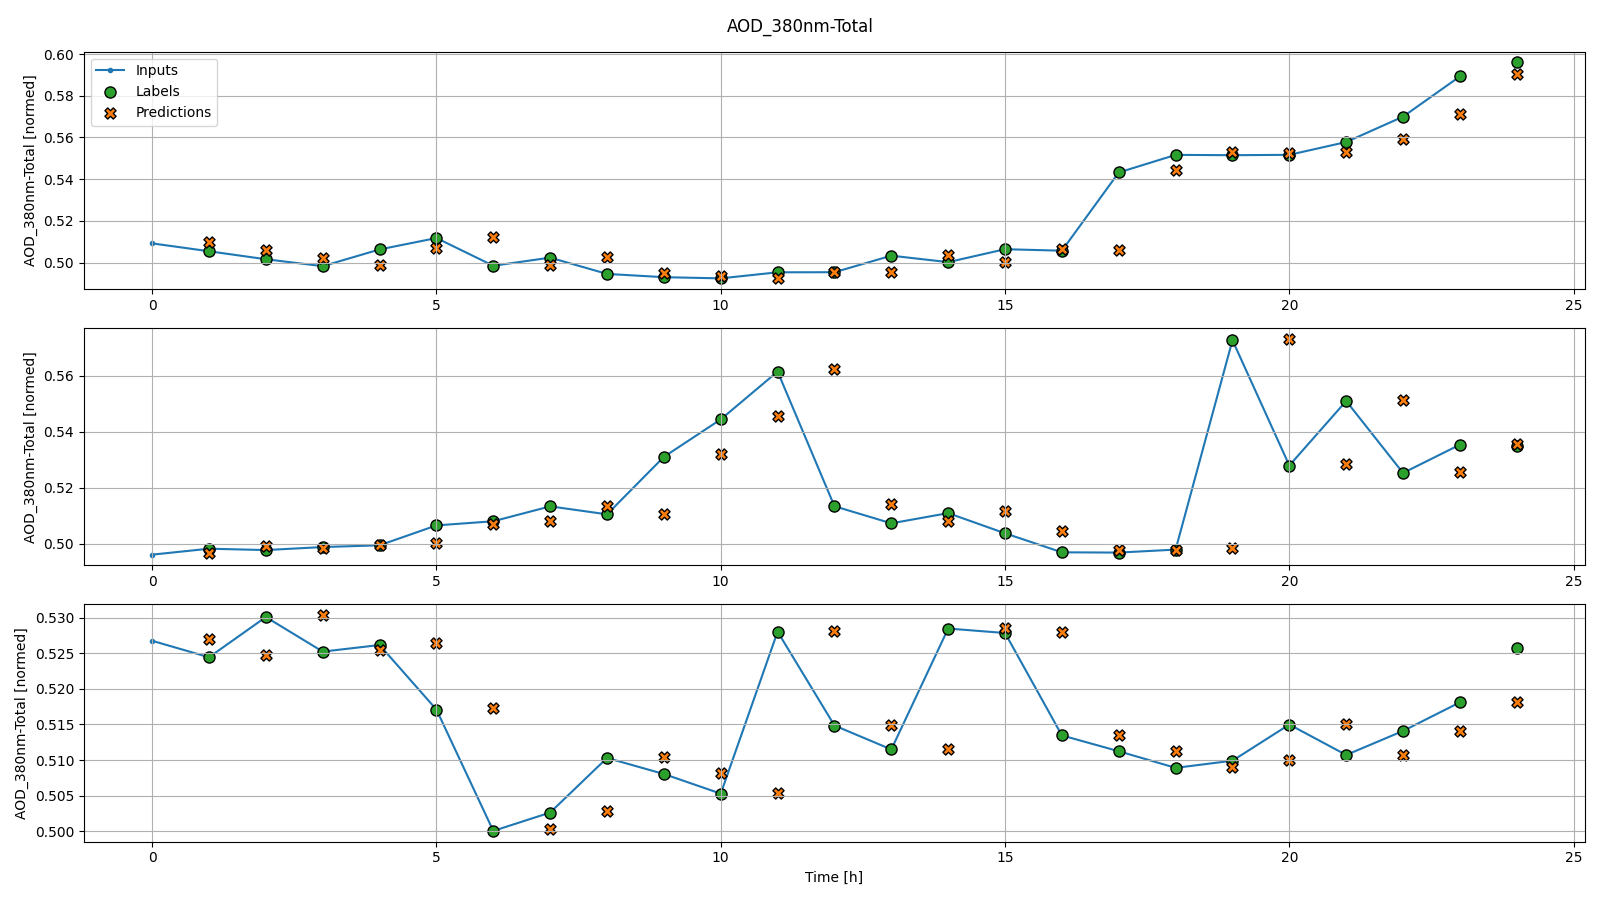 AOD_380nm-Total
AOD_380nm-Total [normed]
0.60
0.58
0.56
0.54
0.52
0.50
Inputs
Labels
Predictions
0 5 10 15 20 25
AOD_380nm-Total [normed]
0.56
0.54
0.52
0.50
0 5 10 15 20 25
AOD_380nm-Total [normed]
0.530
0.525
0.520
0.515
0.510
0.505
0.500
0 5 10 15 20 25
Time [h]